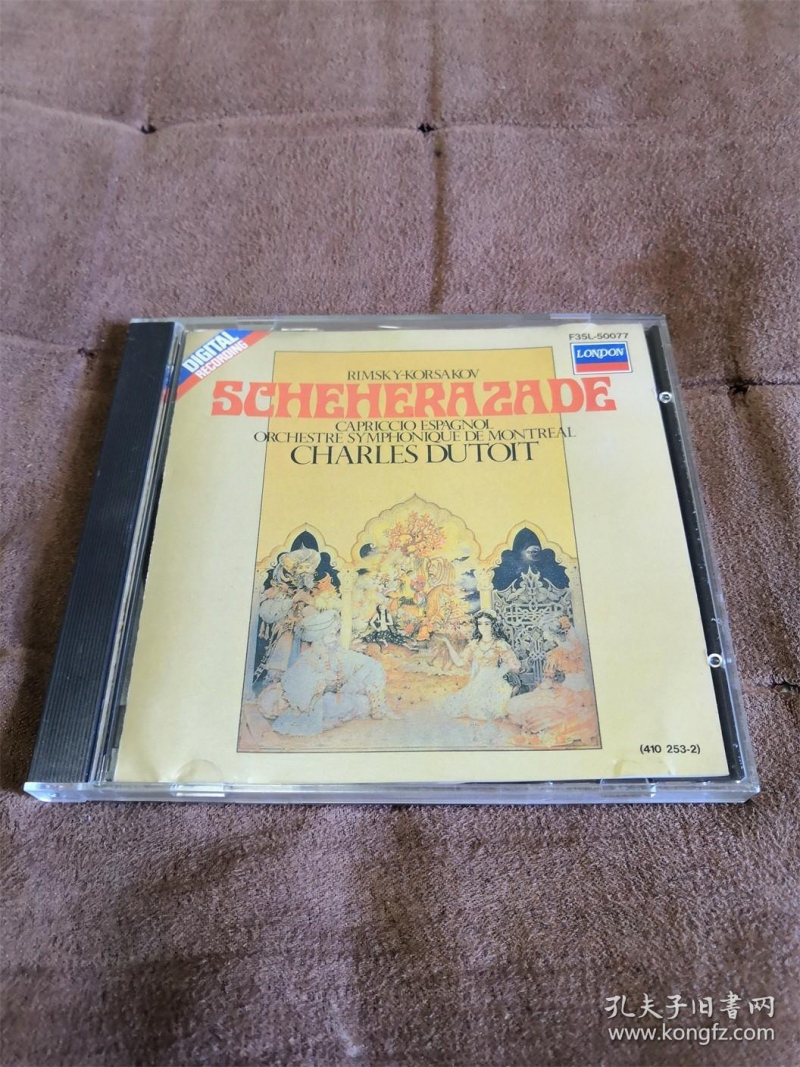 DIGITAL
RECORDING
F35L-50077
LONDON
RIMSKY-KORSAKOV
SCHEHERAZADE
CAPRICCIO ESPAGNOL
ORCHESTRE SYMPHONIQUE DE MONTREAL
CHARLES DUTOIT
(410 253-2)
孔夫子旧書网
www.kongfz.com